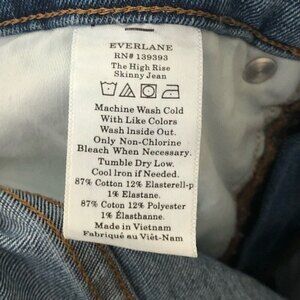 EVERLANE
RN# 139393
The High Rise
Skinny Jean
Machine Wash Cold
With Like Colors
Wash Inside Out.
Only Non-Chlorine
Bleach When Necessary.
Tumble Dry Low.
Cool Iron if Needed.
87% Cotton 12% Elasterell-p
1% Elastane.
87% Coton 12% Polyester
1% Élasthanne.
Made in Vietnam
Fabriqué au Viêt-Nam